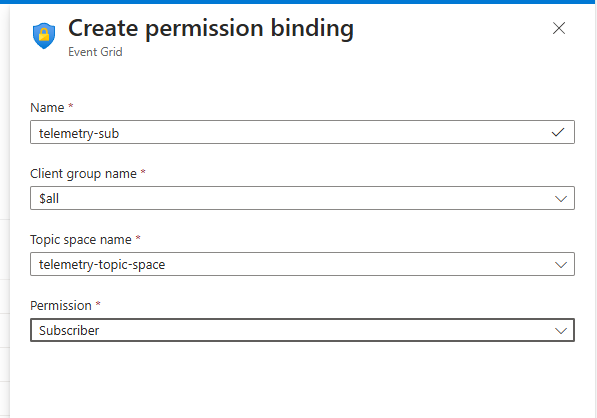 Create permission binding
Event Grid
Name *
telemetry-sub
Client group name *
$all
Topic space name *
telemetry-topic-space
Permission *
Subscriber